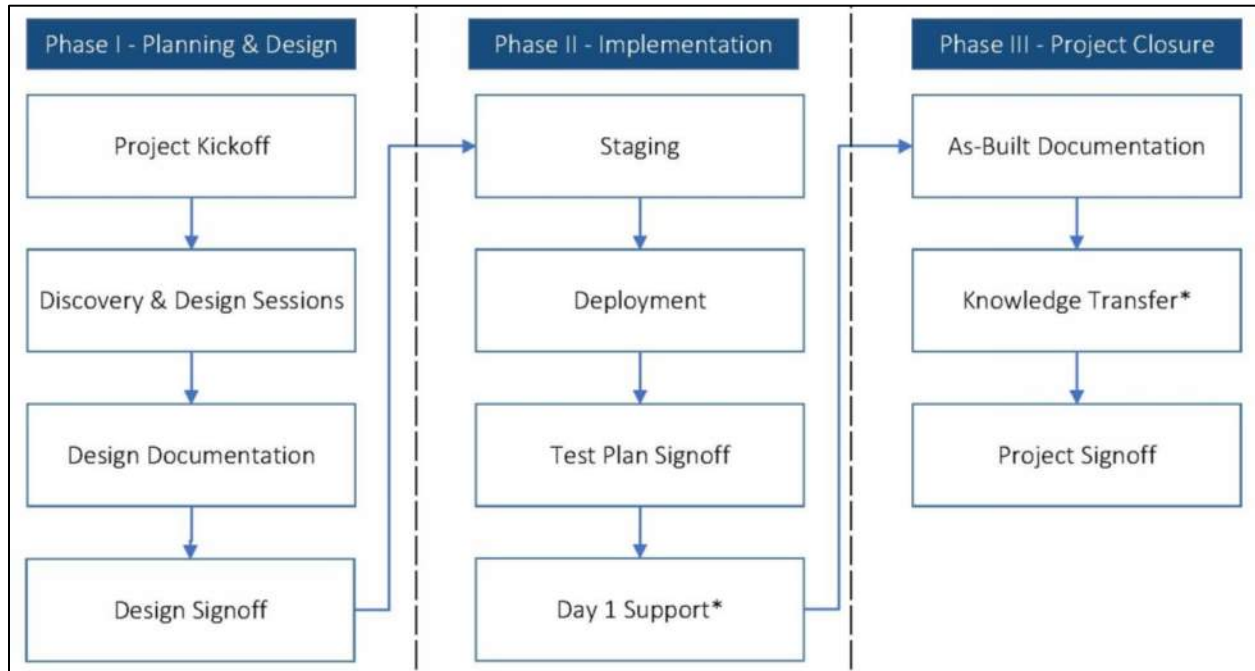 Phase I - Planning & Design
Project Kickoff
Discovery & Design Sessions
Design Documentation
Design Signoff
Phase II - Implementation
Staging
Deployment
Test Plan Signoff
Day 1 Support*
Phase III - Project Closure
As-Built Documentation
Knowledge Transfer*
Project Signoff